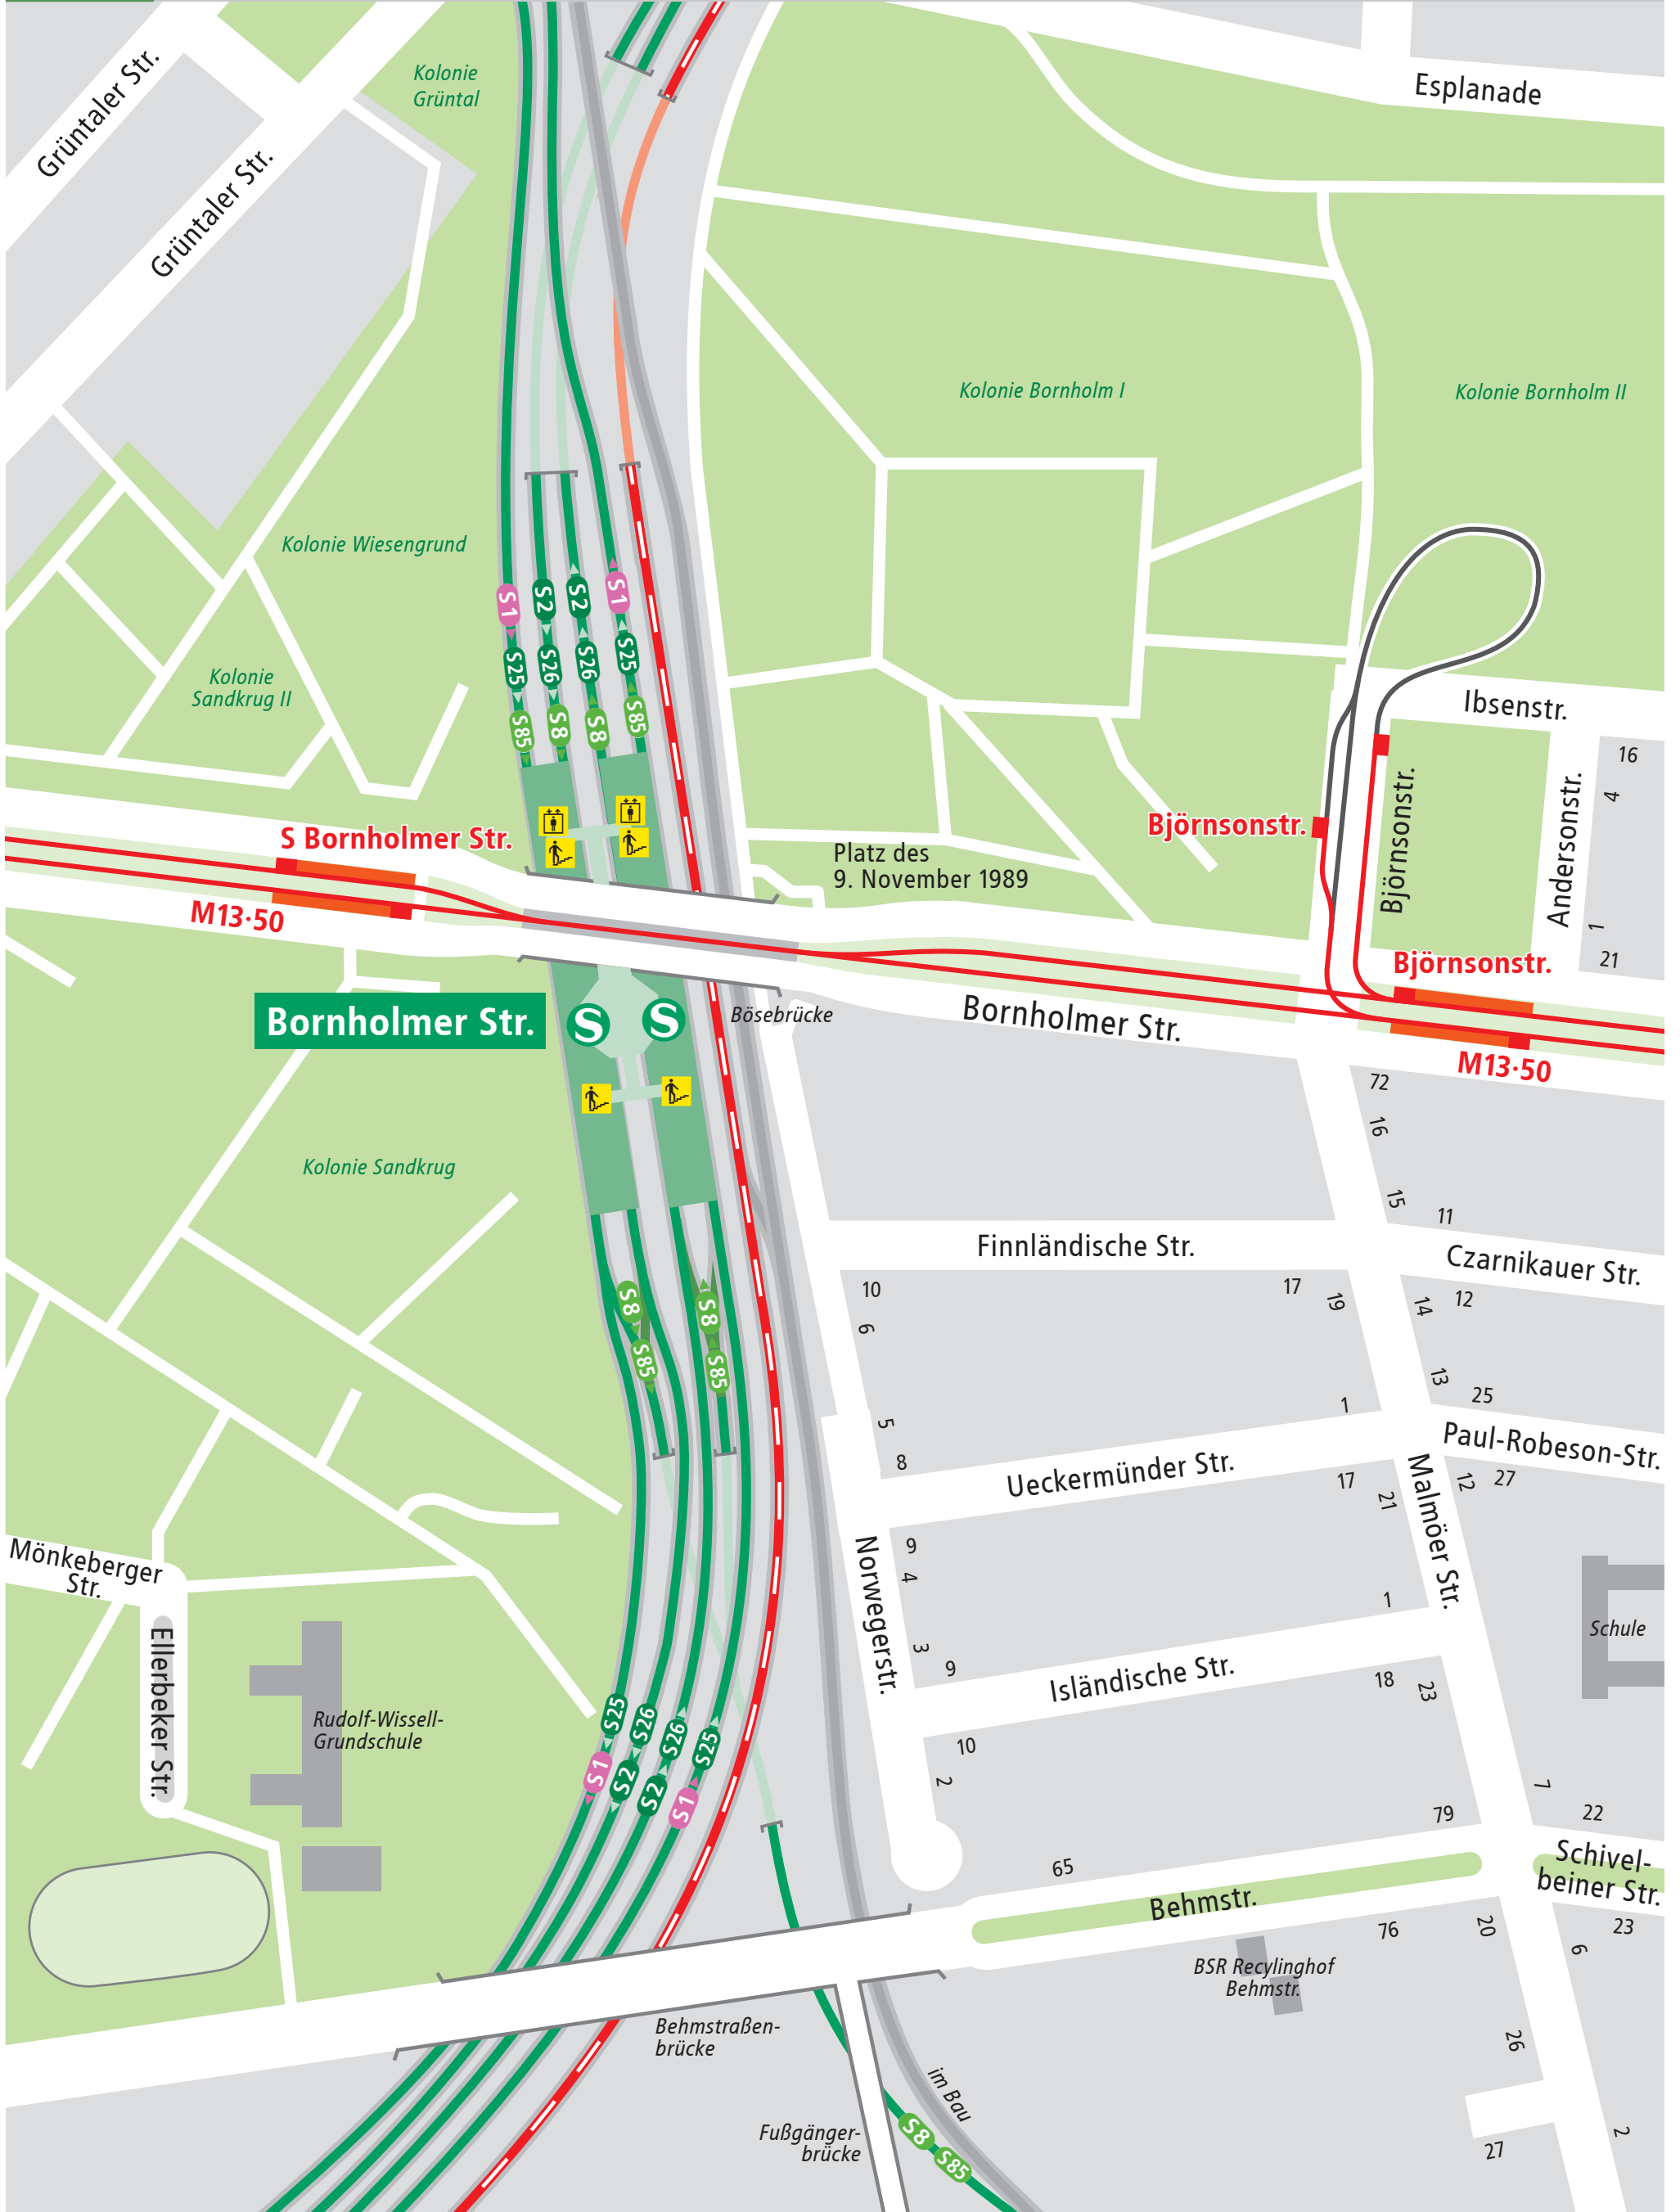 Grüntaler Str.
Grüntaler Str.
Kolonie
Grüntal
Esplanade
Kolonie Bornholm I
Kolonie Bornholm II
Kolonie Wiesengrund
Kolonie
Sandkrug II
S1
S2
S2
S1
S25
S26
S26
S25
S85
S8
S8
S85
Ibsenstr.
16
4
Björnsonstr.
Andersonstr.
1
21
S Bornholmer Str.
M13·50
Platz des
9. November 1989
Björnsonstr.
Björnsonstr.
M13·50
Bornholmer Str.
S
S
Bösebrücke
Bornholmer Str.
72
16
15
11
Kolonie Sandkrug
Finnländische Str.
Czarnikauer Str.
10
6
17
19
14
12
S8
S85
S8
S85
13
25
1
5
8
Ueckermünder Str.
Paul-Robeson-Str.
17
21
12
27
Malmöer Str.
Norwegerstr.
9
4
Mönkeberger
Str.
Ellerbeker Str.
1
3
9
Schule
Isländische Str.
18
23
Rudolf-Wissell-
Grundschule
S25
S26
S26
S25
S1
S2
S2
S1
10
2
7
22
79
65
Schivel-
beiner Str.
Behmstr.
76
20
23
6
BSR Recylinghof
Behmstr.
Behmstraßen-
brücke
26
im Bau
Fußgänger-
brücke
S8
S85
27
2